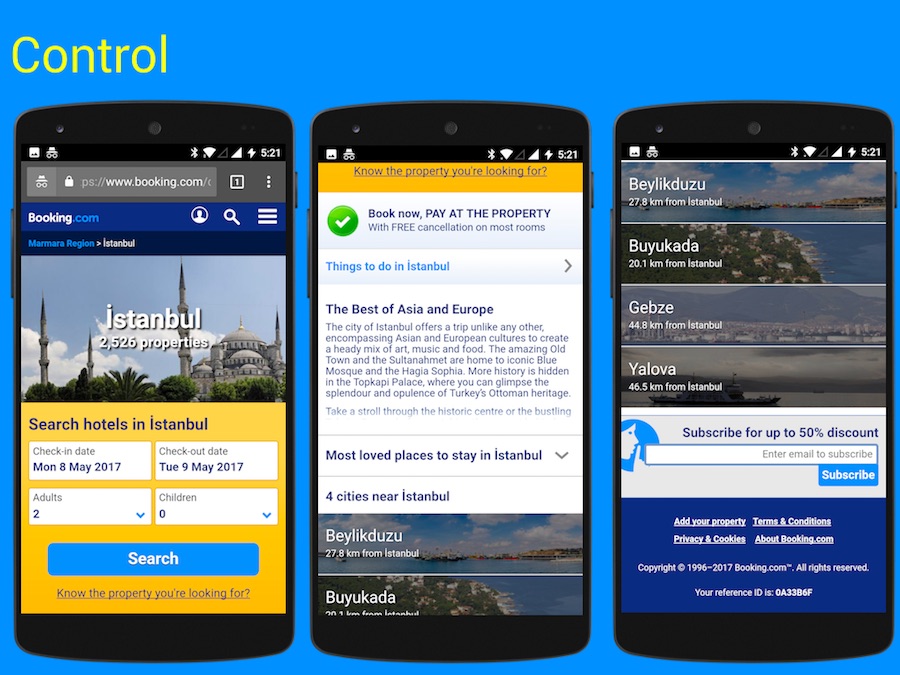 Control
5:21
ps://www.booking.com/
1
Booking.com
Marmara Region > İstanbul
İstanbul
2,526 properties
Search hotels in İstanbul
Check-in date
Mon 8 May 2017
Check-out date
Tue 9 May 2017
Adults
2
Children
0
Search
Know the property you're looking for?
5:21
Know the property you're looking for?
Book now, PAY AT THE PROPERTY
With FREE cancellation on most rooms
Things to do in İstanbul
The Best of Asia and Europe
The city of Istanbul offers a trip unlike any other,
encompassing Asian and European cultures to create
a heady mix of art, music and food. The amazing Old
Town and the Sultanahmet are home to iconic Blue
Mosque and the Hagia Sophia. More history is hidden
in the Topkapi Palace, where you can glimpse the
splendour and opulence of Turkey's Ottoman heritage.
Take a stroll through the historic centre or the bustling
Most loved places to stay in İstanbul
4 cities near İstanbul
Beylikduzu
27.8 km from İstanbul
Buyukada
20.1 km from İstanbul
5:21
Beylikduzu
27.8 km from İstanbul
Buyukada
20.1 km from İstanbul
Gebze
44.8 km from İstanbul
Yalova
46.5 km from İstanbul
Subscribe for up to 50% discount
Enter email to subscribe
Subscribe
Add your property Terms & Conditions
Privacy & Cookies About Booking.com
Copyright © 1996–2017 Booking.com™. All rights reserved.
Your reference ID is: 0A33B6F